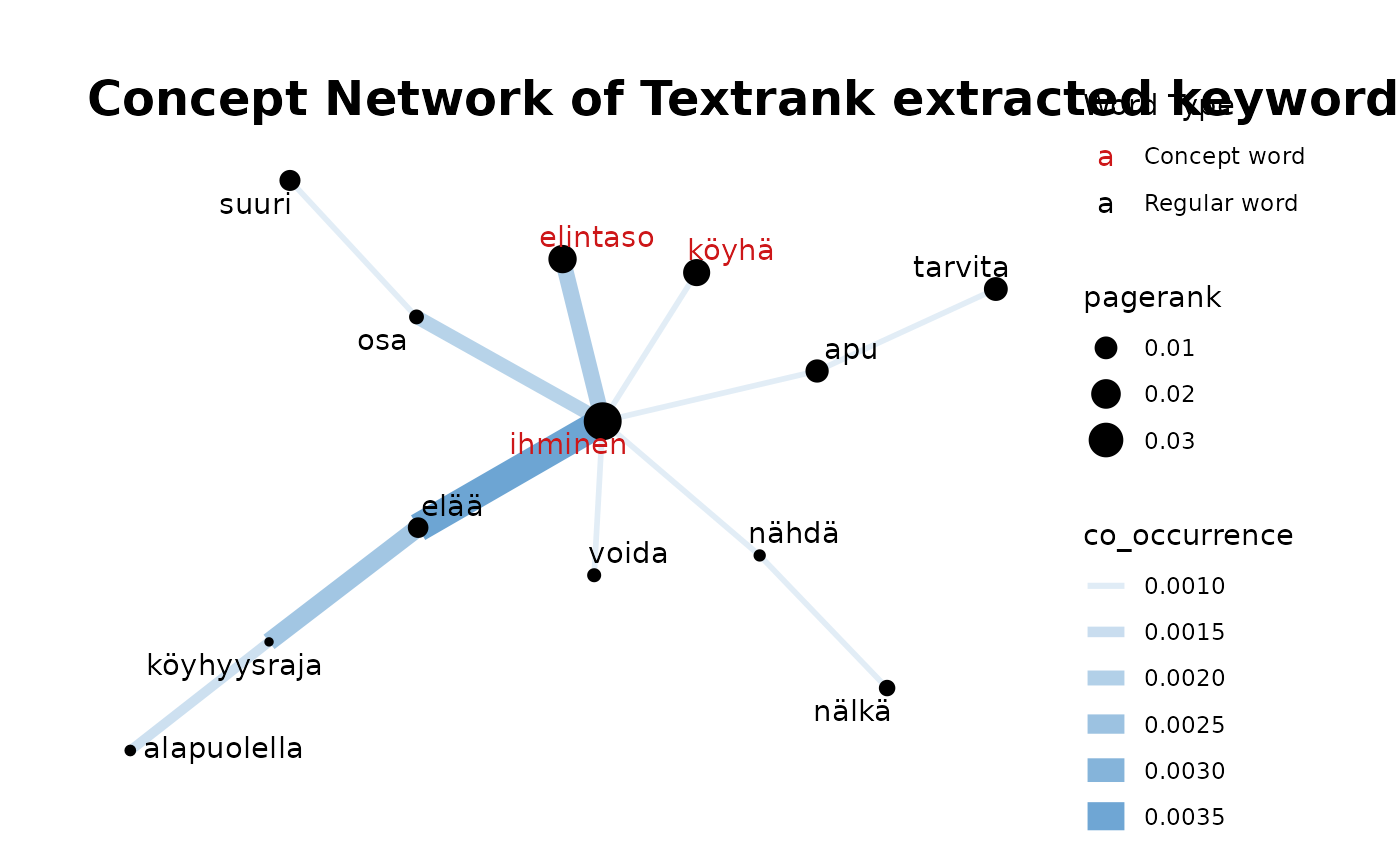 Concept Network of Textrank extracted keyword
Word Type
a Concept word
a Regular word
suuri
elintaso
köyhä
tarvita
osa
apu
ihminen
elää
voida
nähdä
köyhyysraja
nälkä
alapuolella
pagerank
0.01
0.02
0.03
co_occurrence
0.0010
0.0015
0.0020
0.0025
0.0030
0.0035